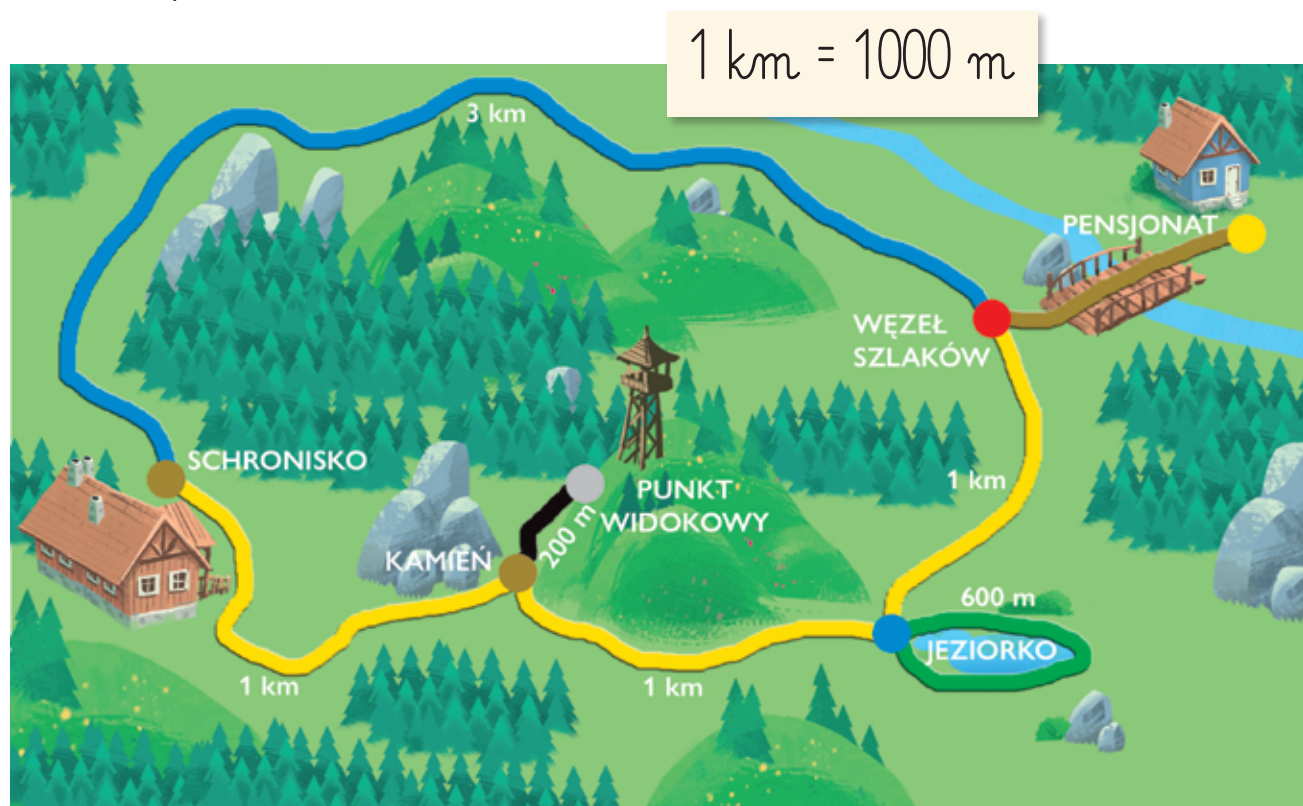 1 km = 1000 m
3 km
PENSJONAT
WĘZEŁ
SZLAKÓW
SCHRONISKO
1 km
PUNKT
WIDOKOWY
200 m
KAMIEŃ
600 m
JEZIORKO
1 km
1 km